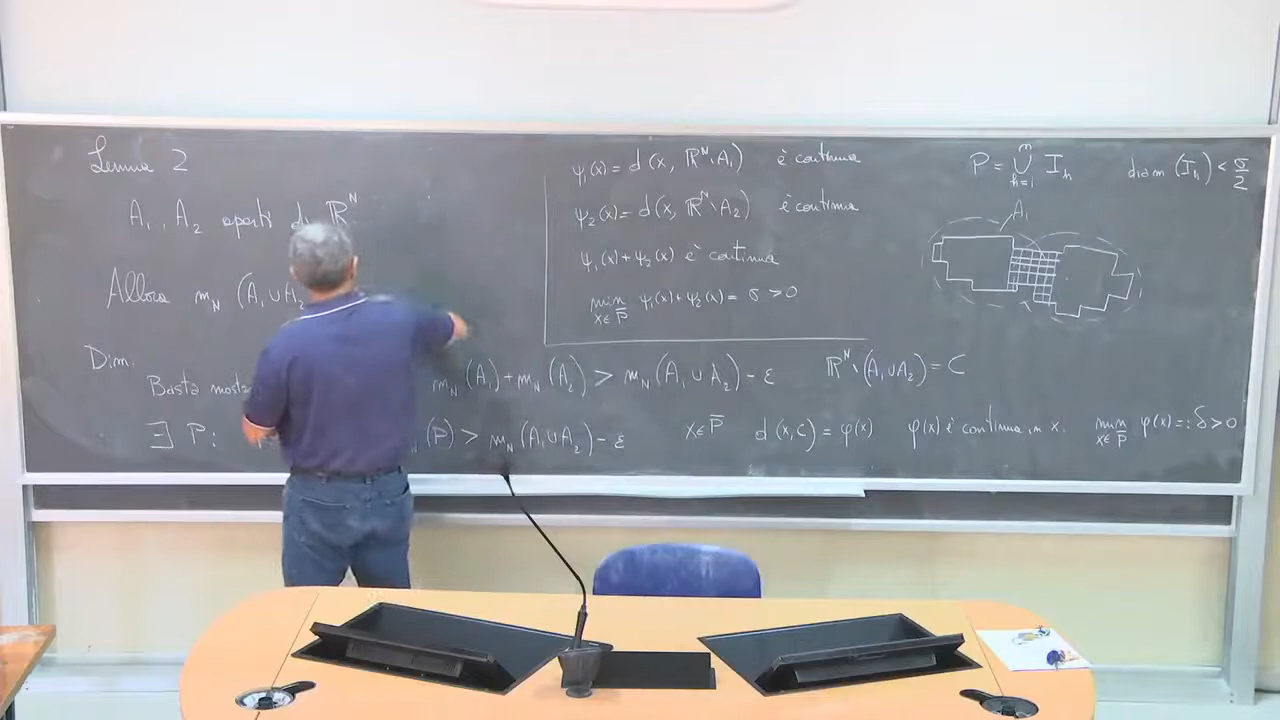 Lemma 2
A₁, A₂ aperti di ℝᴺ
Allora m_N (A₁∪A₂
Dim.
Basta
m_N(A₁)+m_N(A₂) > m_N(A₁∪A₂)-ε
∃ P:
(P) > m_N(A₁∪A₂)-ε
ψ₁(x)= d(x, ℝᴺ∖A₁) è continua
ψ₂(x)= d(x, ℝᴺ∖A₂) è continua
ψ₁(x)+ψ₂(x) è continua
min_{x∈P̅} ψ₁(x)+ψ₂(x) = σ >0
ℝᴺ∖(A₁∪A₂)=C
x∈P̅ d(x,C)=φ(x) φ(x) è continua in x. min_{x∈P̅} φ(x)=:δ>0
P= ⋃_{h=1}^{m} I_h diam(I_h)<σ/2
A₁